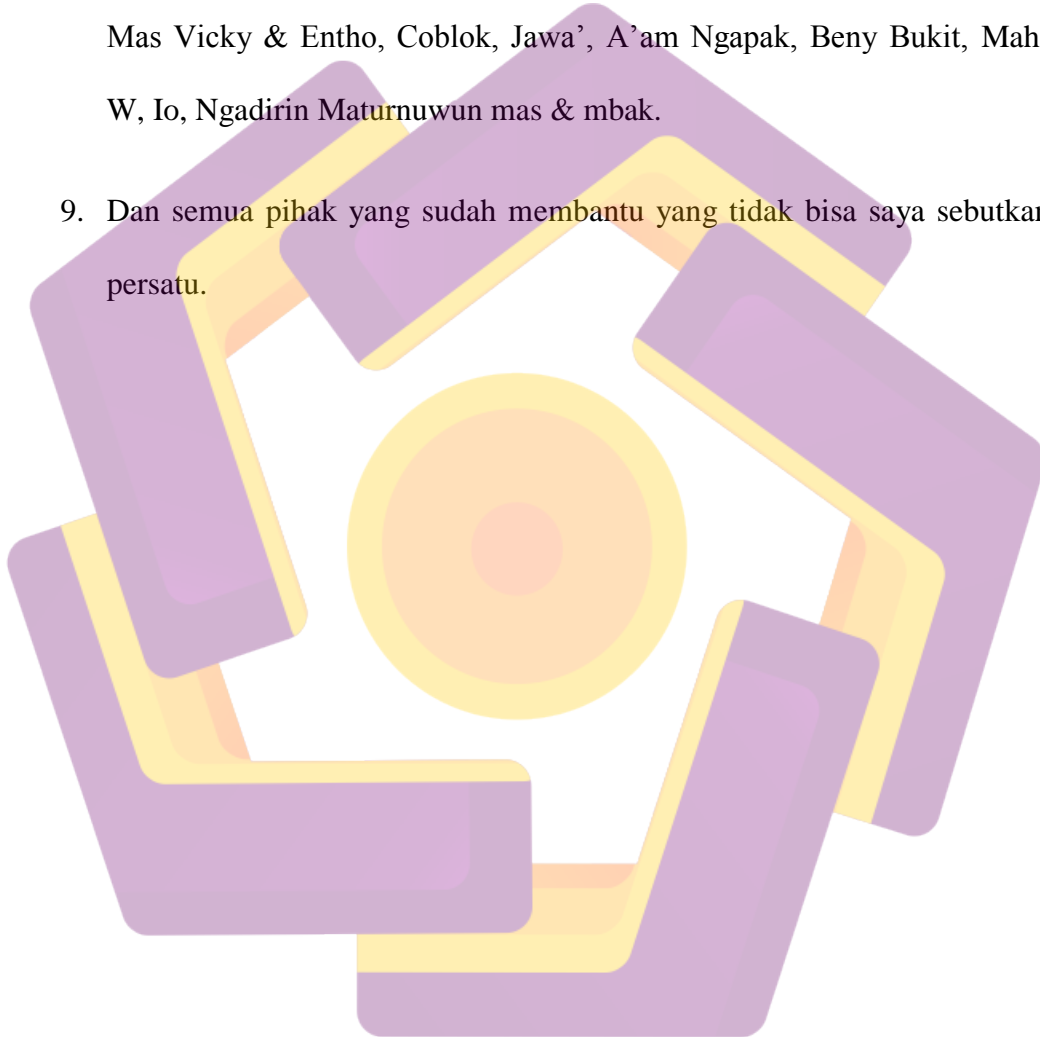 Mas Vicky & Entho, Coblok, Jawa’, A’am Ngapak, Beny Bukit, Mah
W, Io, Ngadirin Maturnuwun mas & mbak.
9. Dan semua pihak yang sudah membantu yang tidak bisa saya sebutkan
persatu.